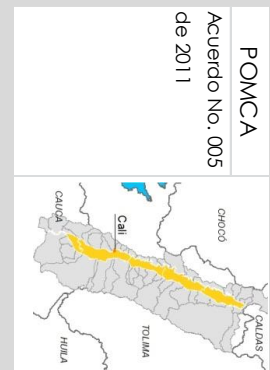 POMCA
Acuerdo No. 005
de 2011
CHOCÓ
CALDAS
Cali
TOLIMA
CAUCA
HUILA